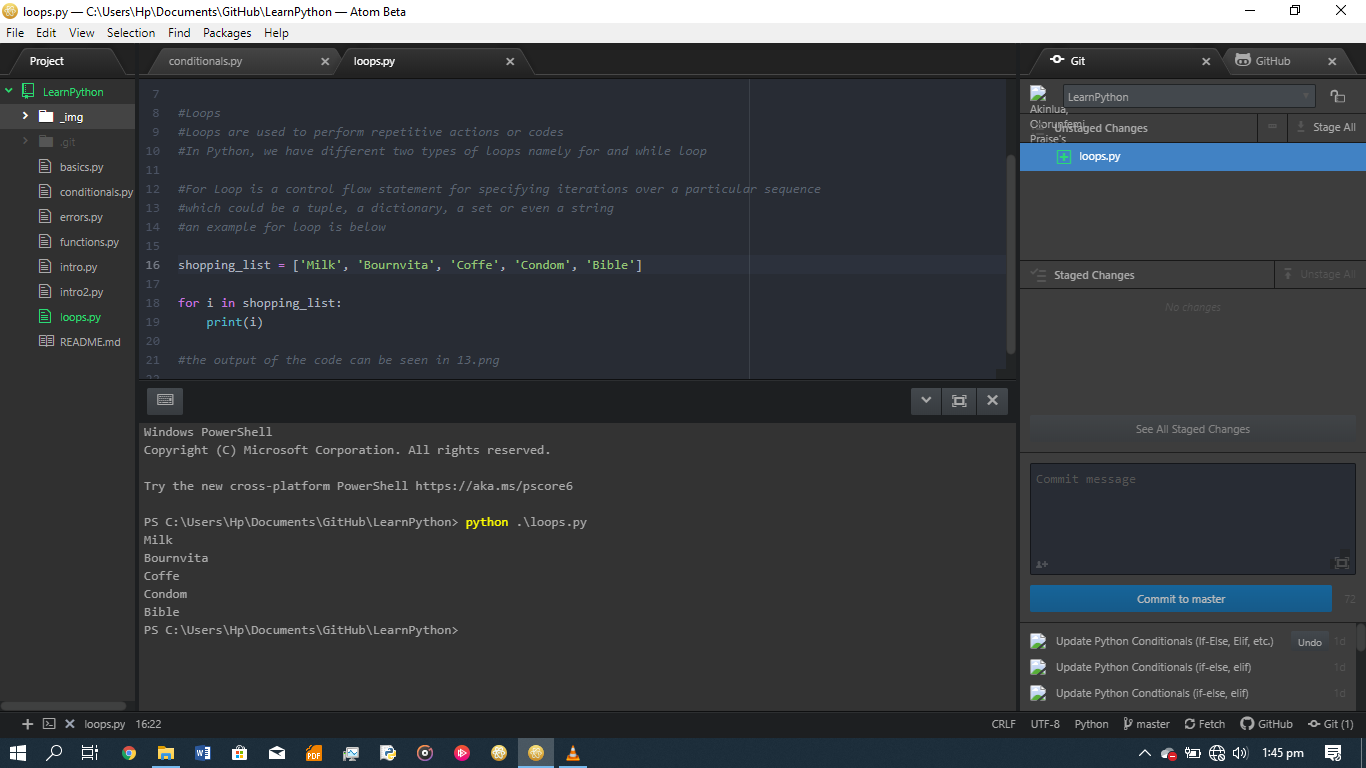 loops.py — C:\Users\Hp\Documents\GitHub\LearnPython — Atom Beta
File Edit View Selection Find Packages Help
Project
LearnPython
_img
.git
basics.py
conditionals.py
errors.py
functions.py
intro.py
intro2.py
loops.py
README.md
conditionals.py
loops.py
7
8 #Loops
9 #Loops are used to perform repetitive actions or codes
10 #In Python, we have different two types of loops namely for and while loop
11
12 #For Loop is a control flow statement for specifying iterations over a particular sequence
13 #which could be a tuple, a dictionary, a set or even a string
14 #an example for loop is below
15
16 shopping_list = ['Milk', 'Bournvita', 'Coffe', 'Condom', 'Bible']
17
18 for i in shopping_list:
19 print(i)
20
21 #the output of the code can be seen in 13.png
22
Windows PowerShell
Copyright (C) Microsoft Corporation. All rights reserved.
Try the new cross-platform PowerShell https://aka.ms/pscore6
PS C:\Users\Hp\Documents\GitHub\LearnPython> python .\loops.py
Milk
Bournvita
Coffe
Condom
Bible
PS C:\Users\Hp\Documents\GitHub\LearnPython>
Git
GitHub
Akinlua,
Olorunfemi
Praise's
LearnPython
Unstaged Changes
Stage All
loops.py
Staged Changes
Unstage All
No changes
See All Staged Changes
Commit message
Commit to master
72
Update Python Conditionals (If-Else, Elif, etc.) Undo 1d
Update Python Conditionals (if-else, elif) 1d
Update Python Condtionals (if-else, elif) 1d
loops.py 16:22
CRLF UTF-8 Python master Fetch GitHub Git (1)
PDF
1:45 pm